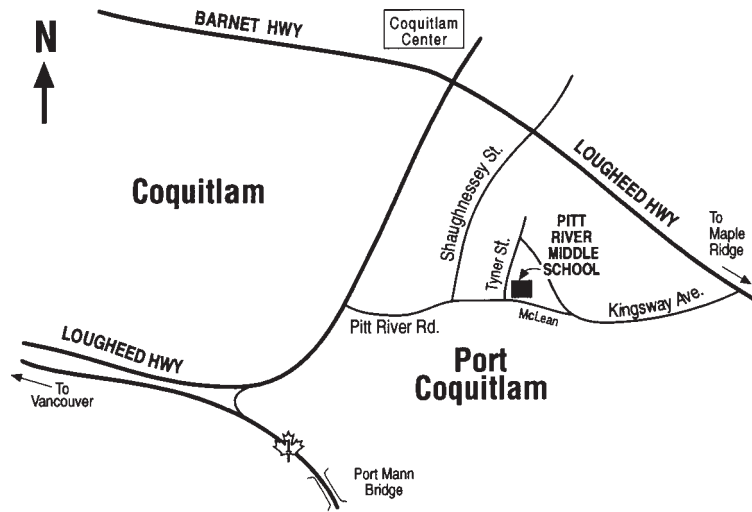 N
BARNET HWY
Coquitlam
Center
Coquitlam
Shaughnessey St.
LOUGHEED HWY
To
Maple
Ridge
Tyner St.
PITT
RIVER
MIDDLE
SCHOOL
Kingsway Ave.
McLean
Pitt River Rd.
Port
Coquitlam
LOUGHEED HWY
To
Vancouver
Port Mann
Bridge